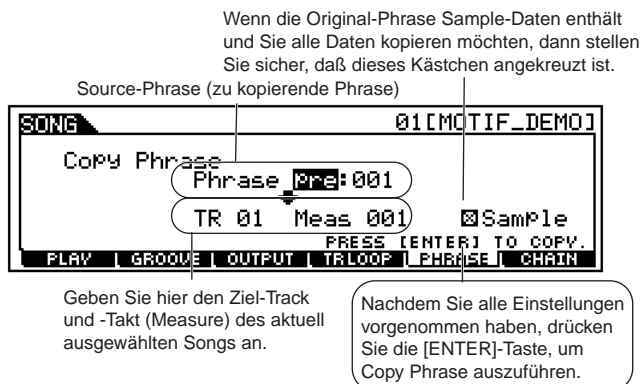 Wenn die Original-Phrase Sample-Daten enthält
und Sie alle Daten kopieren möchten, dann stellen
Sie sicher, daß dieses Kästchen angekreuzt ist.
Source-Phrase (zu kopierende Phrase)
SONG 01[MOTIF_DEMO]
Copy Phrase
Phrase Pre:001
TR 01 Meas 001 Sample
PRESS [ENTER] TO COPY.
PLAY GROOVE OUTPUT TRLOOP PHRASE CHAIN
Geben Sie hier den Ziel-Track
und -Takt (Measure) des aktuell
ausgewählten Songs an.
Nachdem Sie alle Einstellungen
vorgenommen haben, drücken
Sie die [ENTER]-Taste, um
Copy Phrase auszuführen.